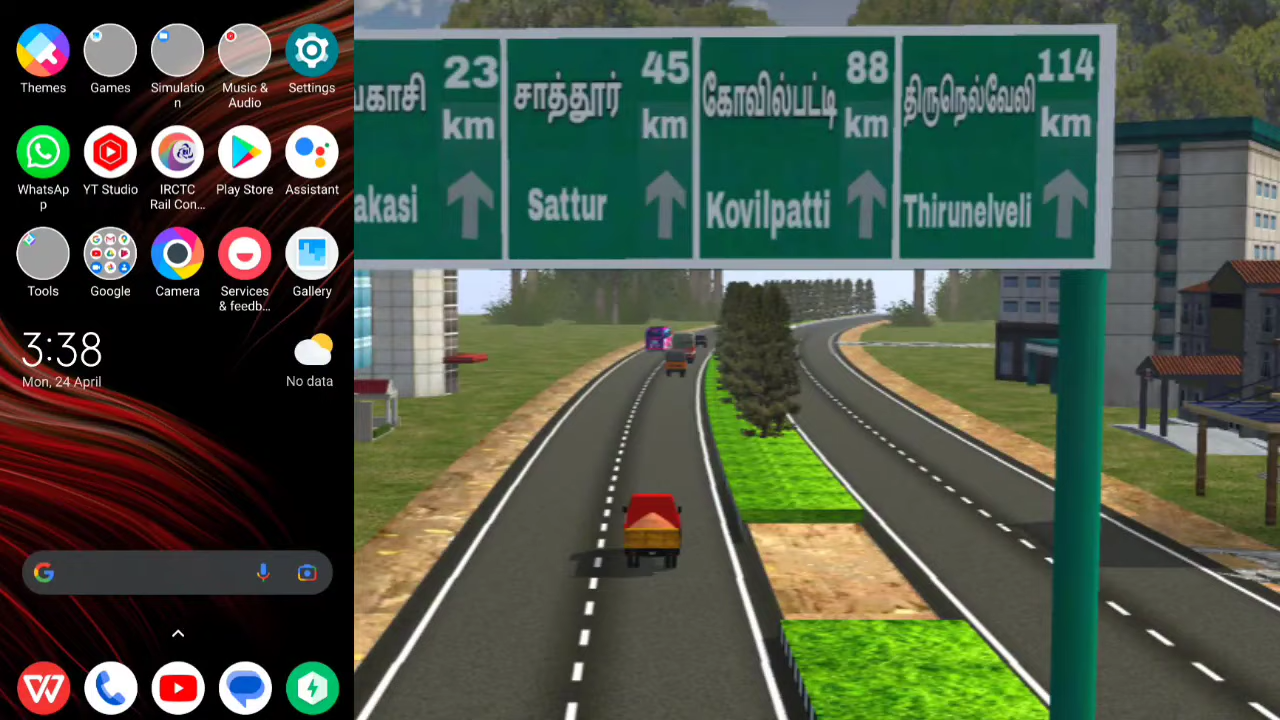 Themes
Games
Simulatio
n
Music &
Audio
Settings
WhatsAp
p
YT Studio
IRCTC
Rail Con...
Play Store
Assistant
Tools
Google
Camera
Services
& feedb...
Gallery
3:38
Mon, 24 April
No data
காசி 23
km
akasi
சாத்தூர் 45
km
Sattur
கோவில்பட்டி 88
km
Kovilpatti
திருநெல்வேலி 114
km
Thirunelveli